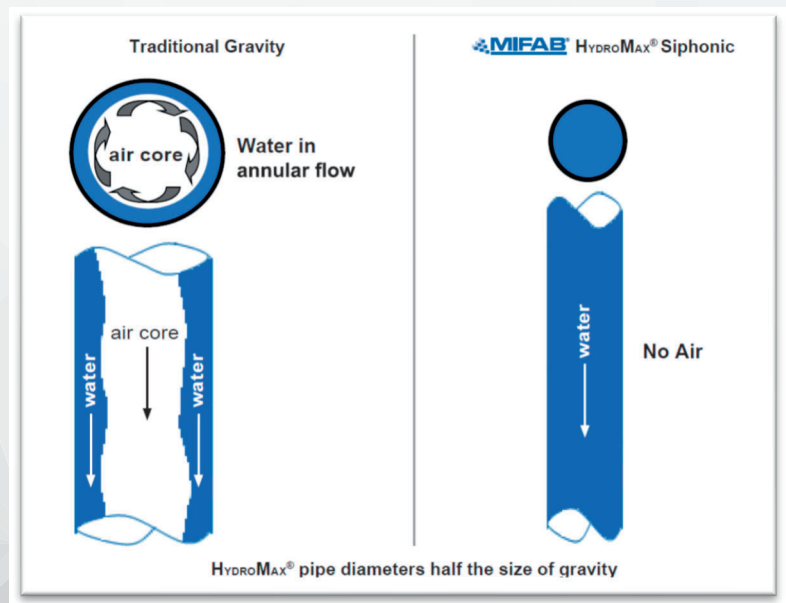 Traditional Gravity
MIFAB® HYDROMAX® Siphonic
air core
Water in
annular flow
air core
water
water
water
No Air
HYDROMAX® pipe diameters half the size of gravity